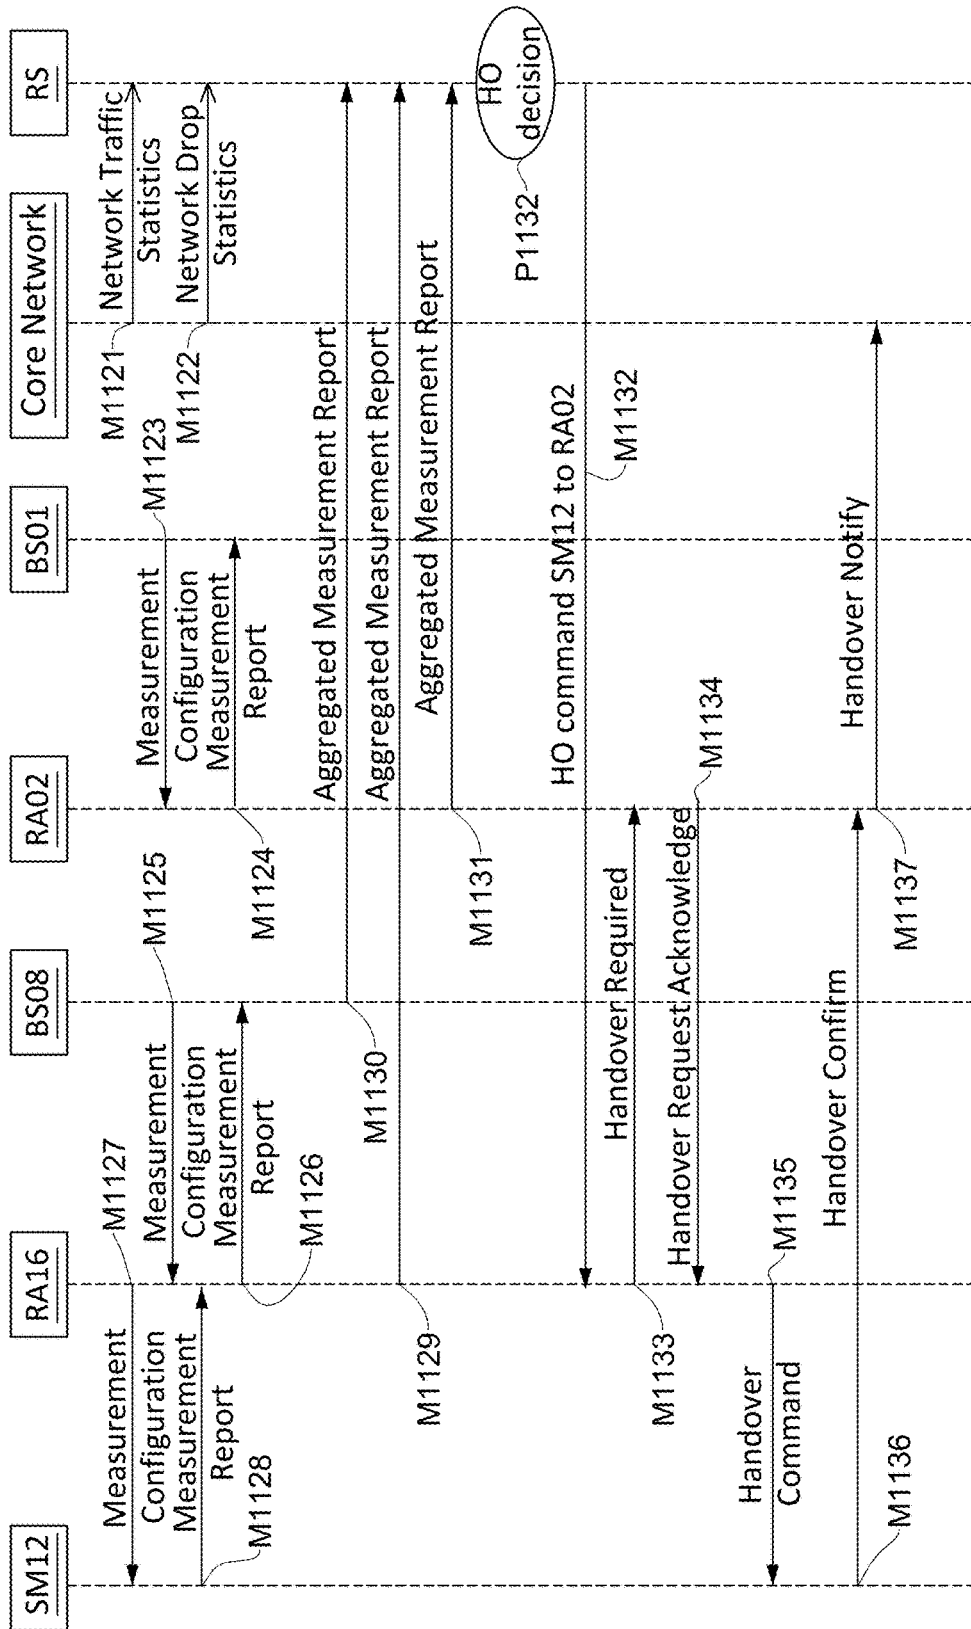 SM12
RA16
BS08
RA02
BS01
Core Network
RS
M1121
Network Traffic
Statistics
M1122
Network Drop
Statistics
M1123
Measurement
Configuration
Measurement
Report
M1124
M1125
Measurement
Configuration
Measurement
Report
M1126
M1127
Measurement
Configuration
Measurement
Report
M1128
Aggregated Measurement Report
M1130
Aggregated Measurement Report
M1129
Aggregated Measurement Report
M1131
HO
decision
P1132
HO command SM12 to RA02
M1132
Handover Required
M1133
Handover Request Acknowledge
M1134
Handover
Command
M1135
Handover Confirm
M1136
Handover Notify
M1137